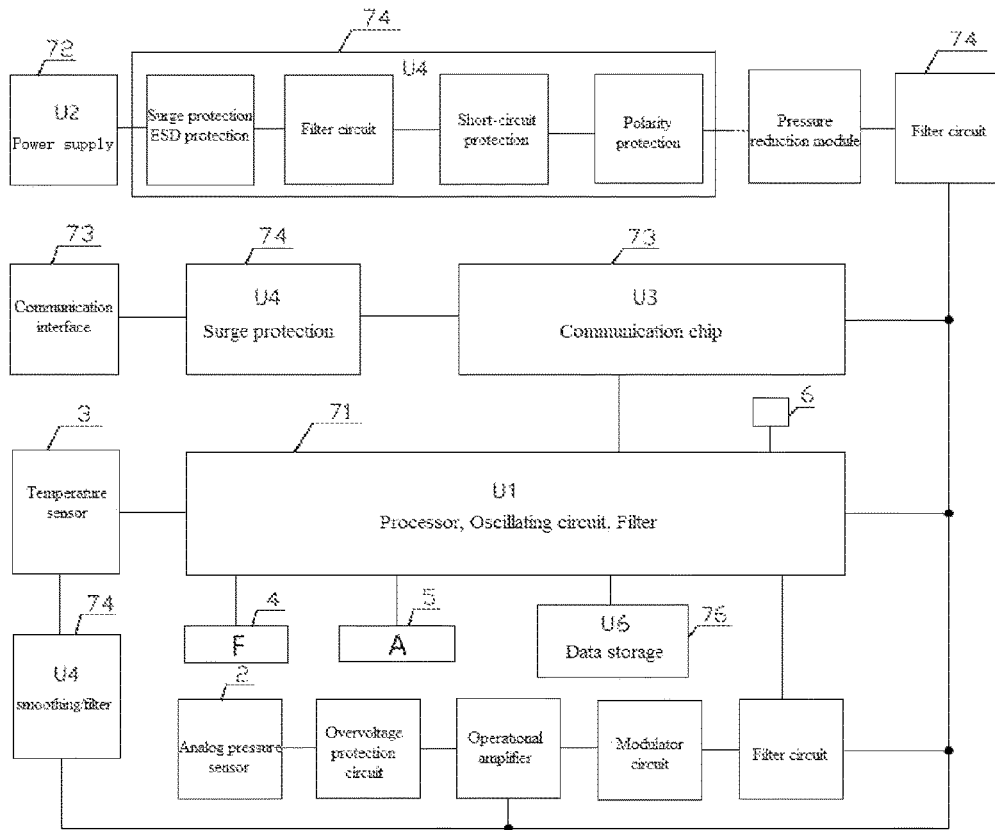 74
72
74
U4
U2
Power supply
Surge protection
ESD protection
Filter circuit
Short-circuit
protection
Polarity
protection
Pressure
reduction module
Filter circuit
73
74
73
Communication
interface
U4
Surge protection
U3
Communication chip
6
3
71
Temperature
sensor
U1
Processor, Oscillating circuit, Filter
74
4
5
F
A
U6
Data storage
76
U4
smoothing/filter
2
Analog pressure
sensor
Overvoltage
protection
circuit
Operational
amplifier
Modulator
circuit
Filter circuit